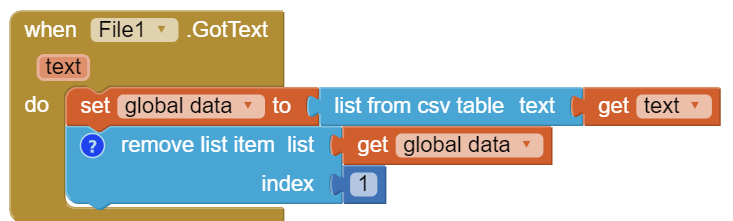 when File1 .GotText
text
do set global data to list from csv table text get text
? remove list item list get global data
index 1